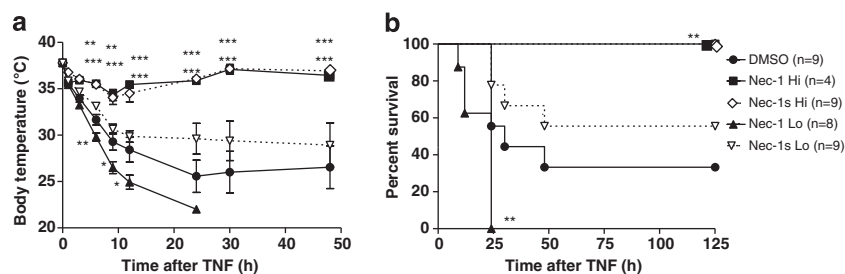 a
Body temperature (°C)
40
35
30
25
20
** ** *** *** ***
*** *** *** *** ***
**
*
*
0 10 20 30 40 50
Time after TNF (h)
b
Percent survival
100
80
60
40
20
0
**
**
0 25 50 75 100 125
Time after TNF (h)
DMSO (n=9)
Nec-1 Hi (n=4)
Nec-1s Hi (n=9)
Nec-1 Lo (n=8)
Nec-1s Lo (n=9)